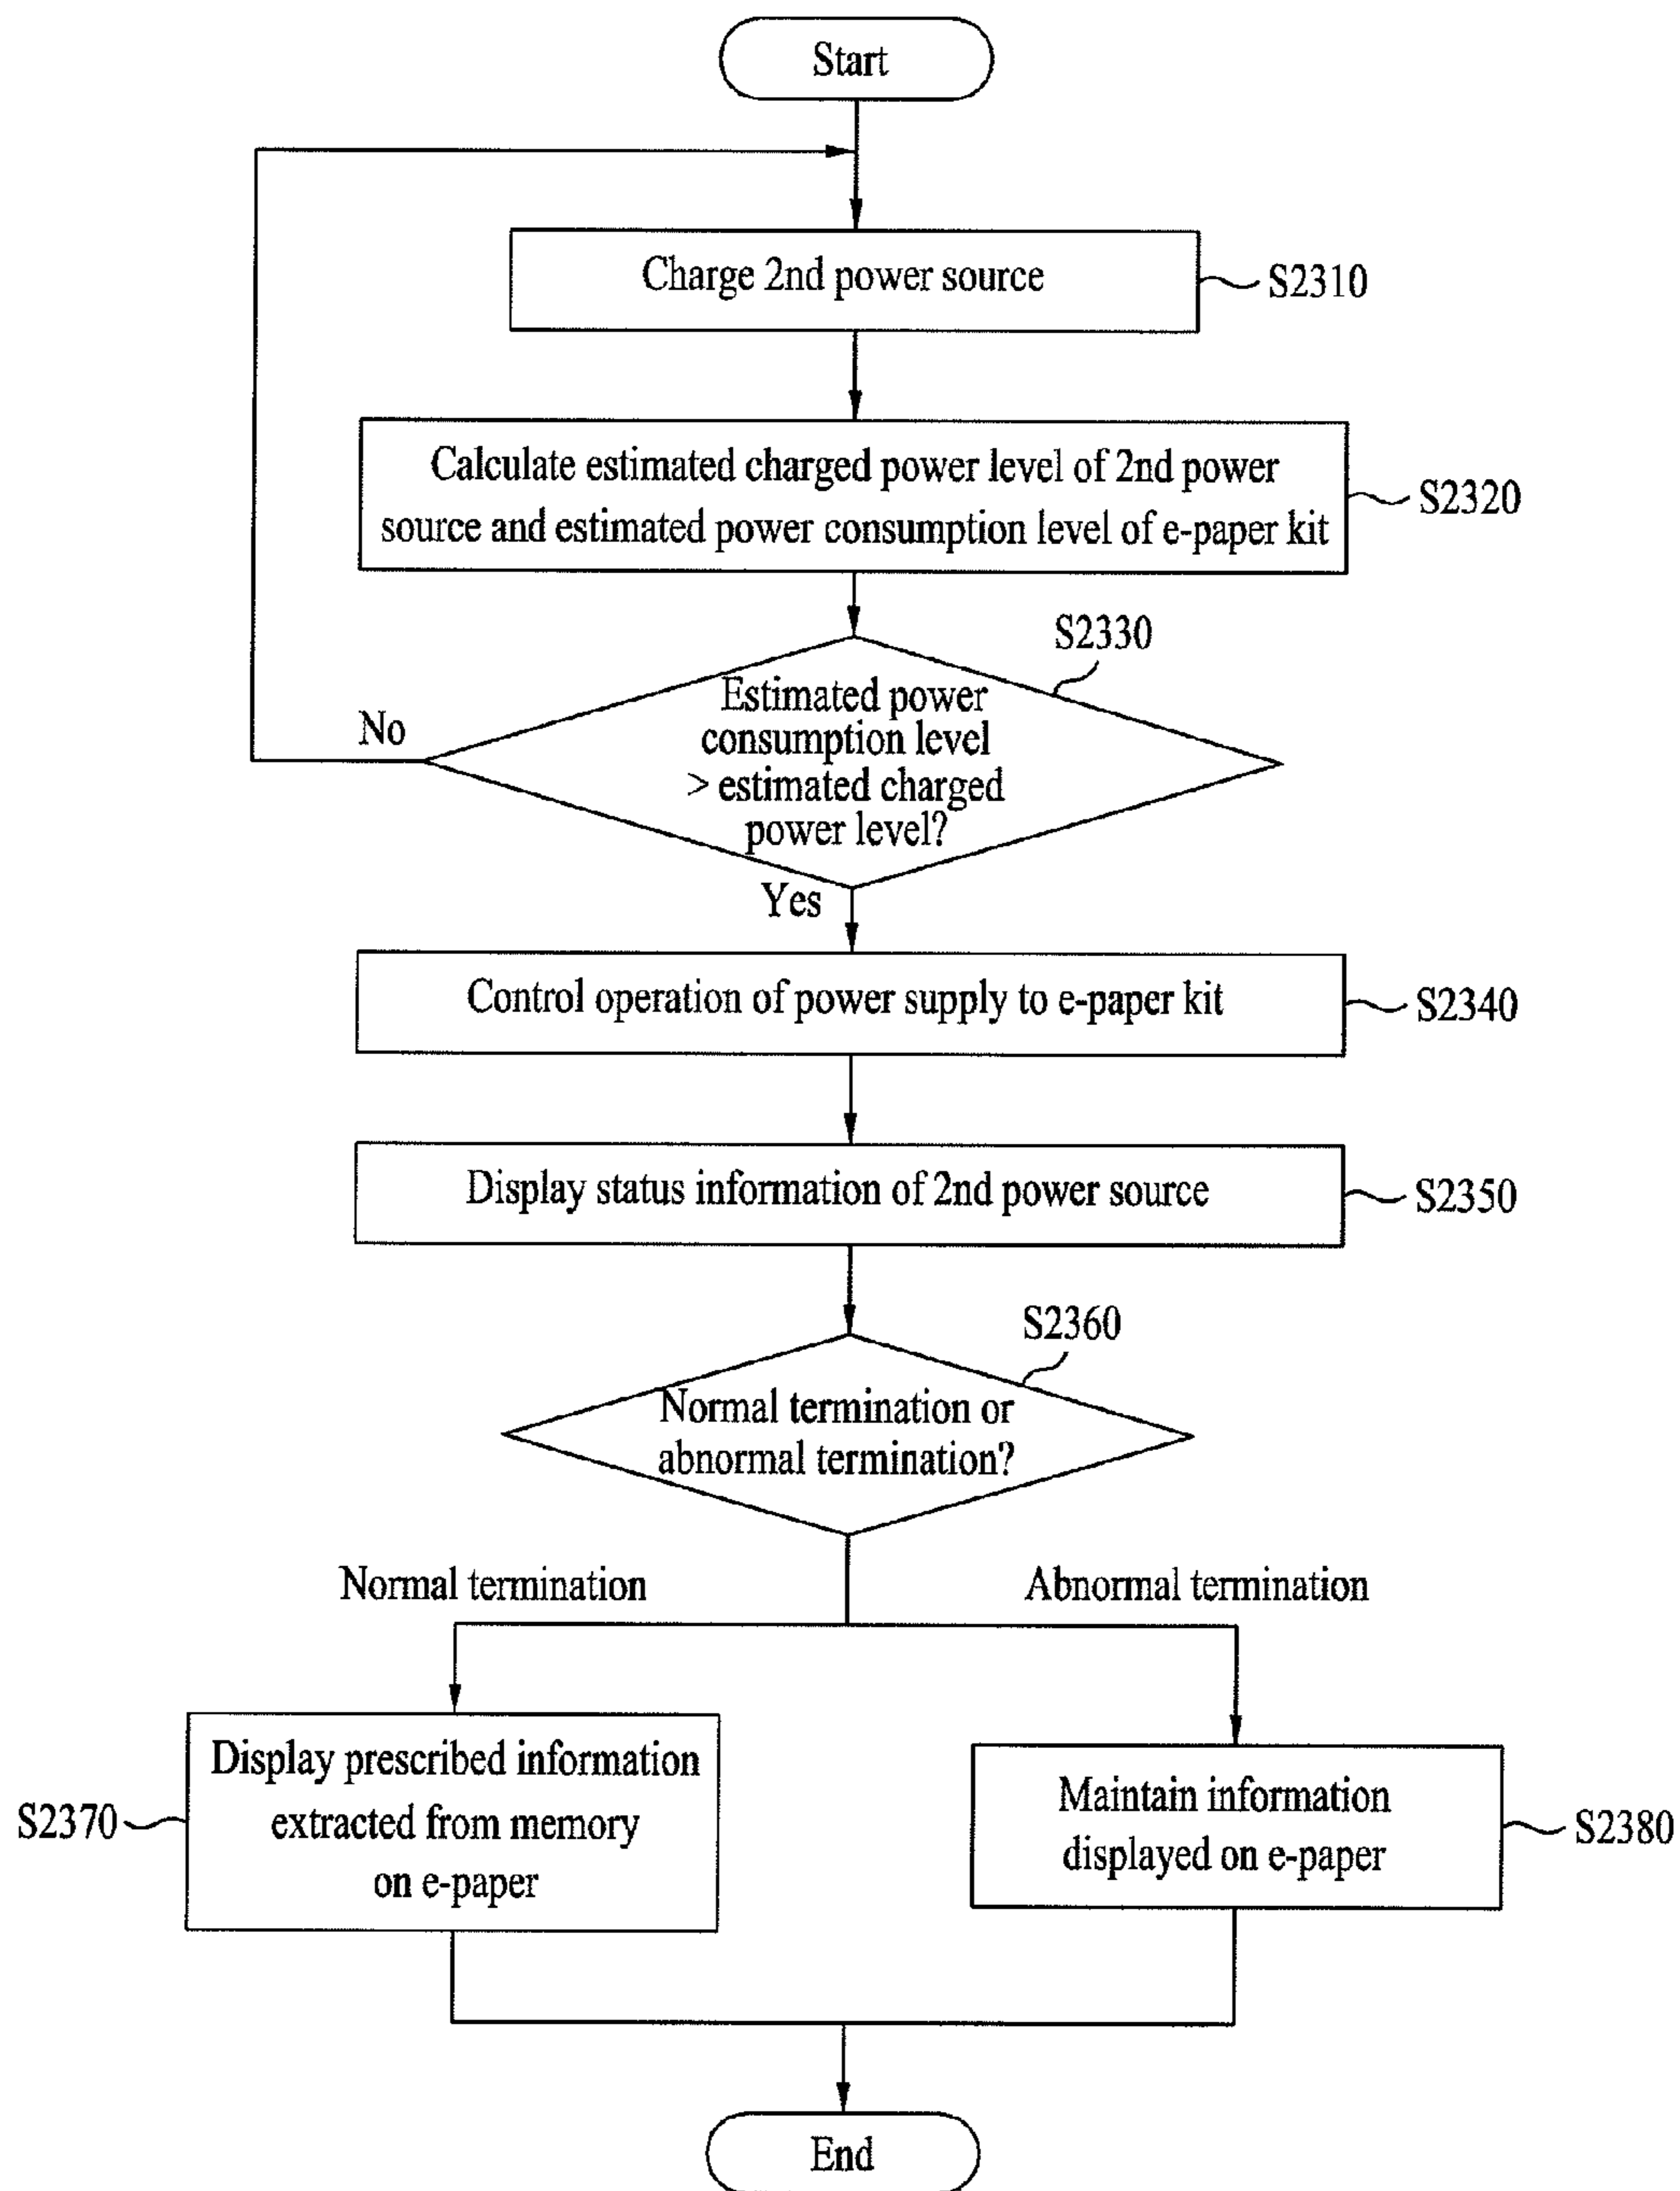 Start
Charge 2nd power source
S2310
Calculate estimated charged power level of 2nd power
source and estimated power consumption level of e-paper kit
S2320
S2330
Estimated power
consumption level
> estimated charged
power level?
No
Yes
Control operation of power supply to e-paper kit
S2340
Display status information of 2nd power source
S2350
S2360
Normal termination or
abnormal termination?
Normal termination
Abnormal termination
Display prescribed information
extracted from memory
on e-paper
S2370
Maintain information
displayed on e-paper
S2380
End